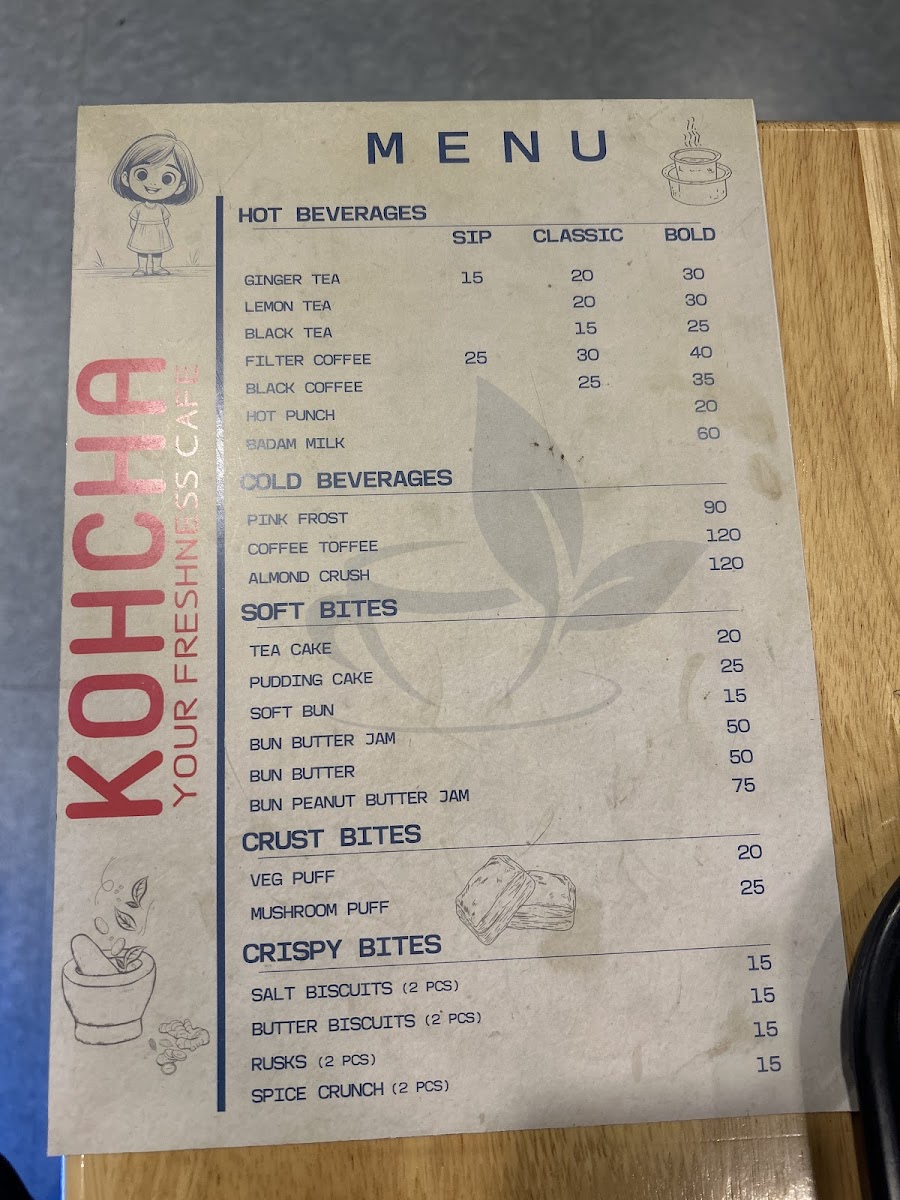 MENU
KOHCHA
YOUR FRESHNESS CAFE
HOT BEVERAGES
SIP CLASSIC BOLD
GINGER TEA 15 20 30
LEMON TEA 20 30
BLACK TEA 15 25
FILTER COFFEE 25 30 40
BLACK COFFEE 25 35
HOT PUNCH 20
BADAM MILK 60
COLD BEVERAGES
PINK FROST 90
COFFEE TOFFEE 120
ALMOND CRUSH 120
SOFT BITES
TEA CAKE 20
PUDDING CAKE 25
SOFT BUN 15
BUN BUTTER JAM 50
BUN BUTTER 50
BUN PEANUT BUTTER JAM 75
CRUST BITES
VEG PUFF 20
MUSHROOM PUFF 25
CRISPY BITES
SALT BISCUITS (2 PCS) 15
BUTTER BISCUITS (2 PCS) 15
RUSKS (2 PCS) 15
SPICE CRUNCH (2 PCS) 15